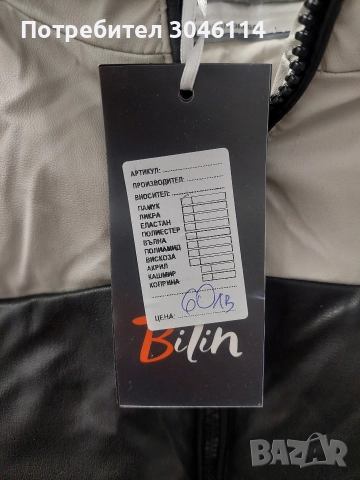 Потребител 3046114
АРТИКУЛ:
ПРОИЗВОДИТЕЛ:
ВНОСИТЕЛ:
ПАМУК
ЛИКРА
ЕЛАСТАН
ПОЛИЕСТЕР
ВЪЛНА
ПОЛИАМИД
ВИСКОЗА
АКРИЛ
КАШМИР
КОПРИНА
ЦЕНА: 60лв
Bilin
BAZAR